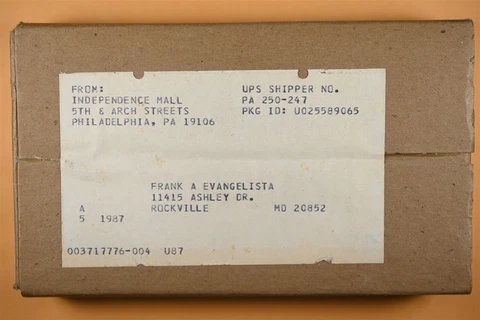 FROM:
INDEPENDENCE MALL
5TH & ARCH STREETS
PHILADELPHIA, PA 19106
UPS SHIPPER NO.
PA 250-247
PKG ID: U025589065
FRANK A EVANGELISTA
11415 ASHLEY DR.
A ROCKVILLE MD 20852
5 1987
003717776-004 U87